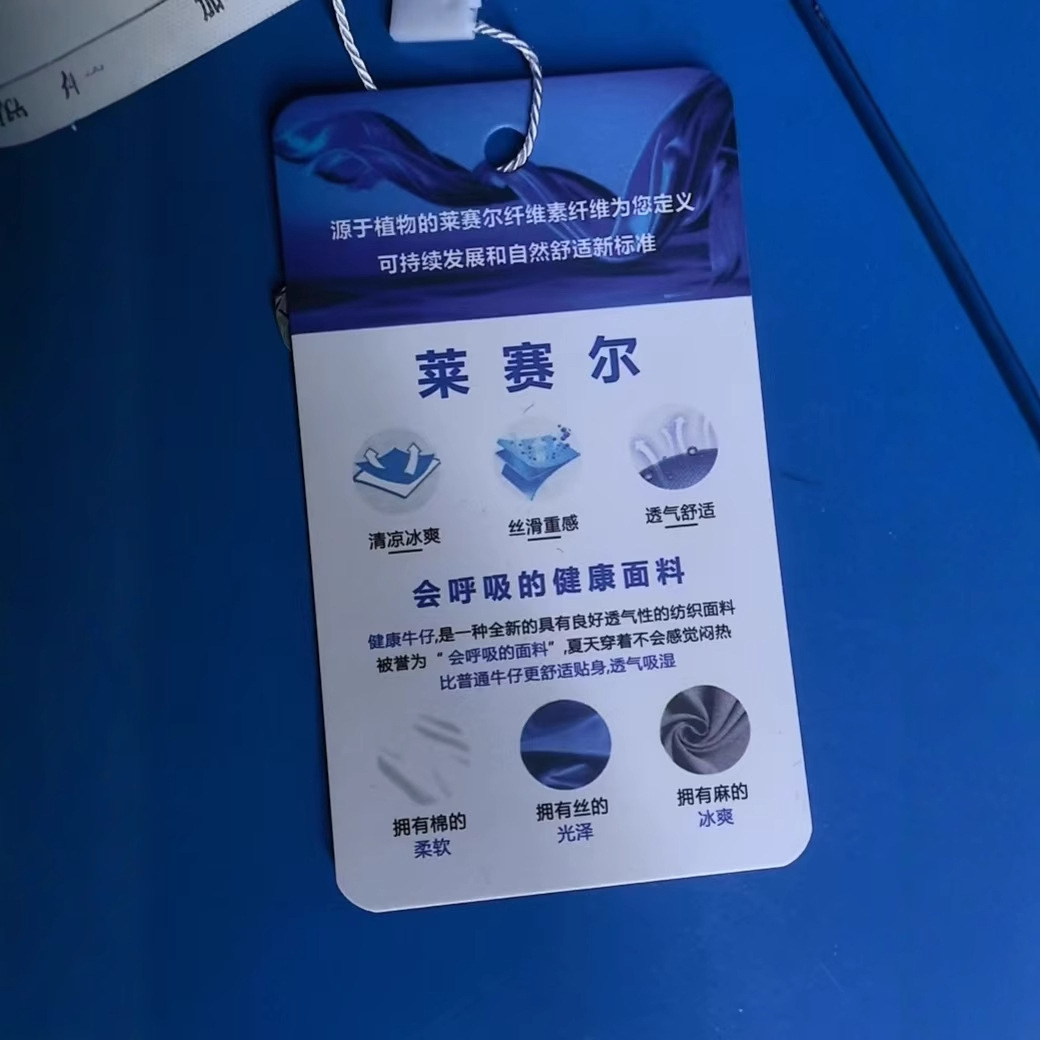 源于植物的莱赛尔纤维素纤维为您定义
可持续发展和自然舒适新标准
莱赛尔
清凉冰爽
丝滑重感
透气舒适
会呼吸的健康面料
健康牛仔,是一种全新的具有良好透气性的纺织面料
被誉为“会呼吸的面料”,夏天穿着不会感觉闷热
比普通牛仔更舒适贴身,透气吸湿
拥有棉的
柔软
拥有丝的
光泽
拥有麻的
冰爽